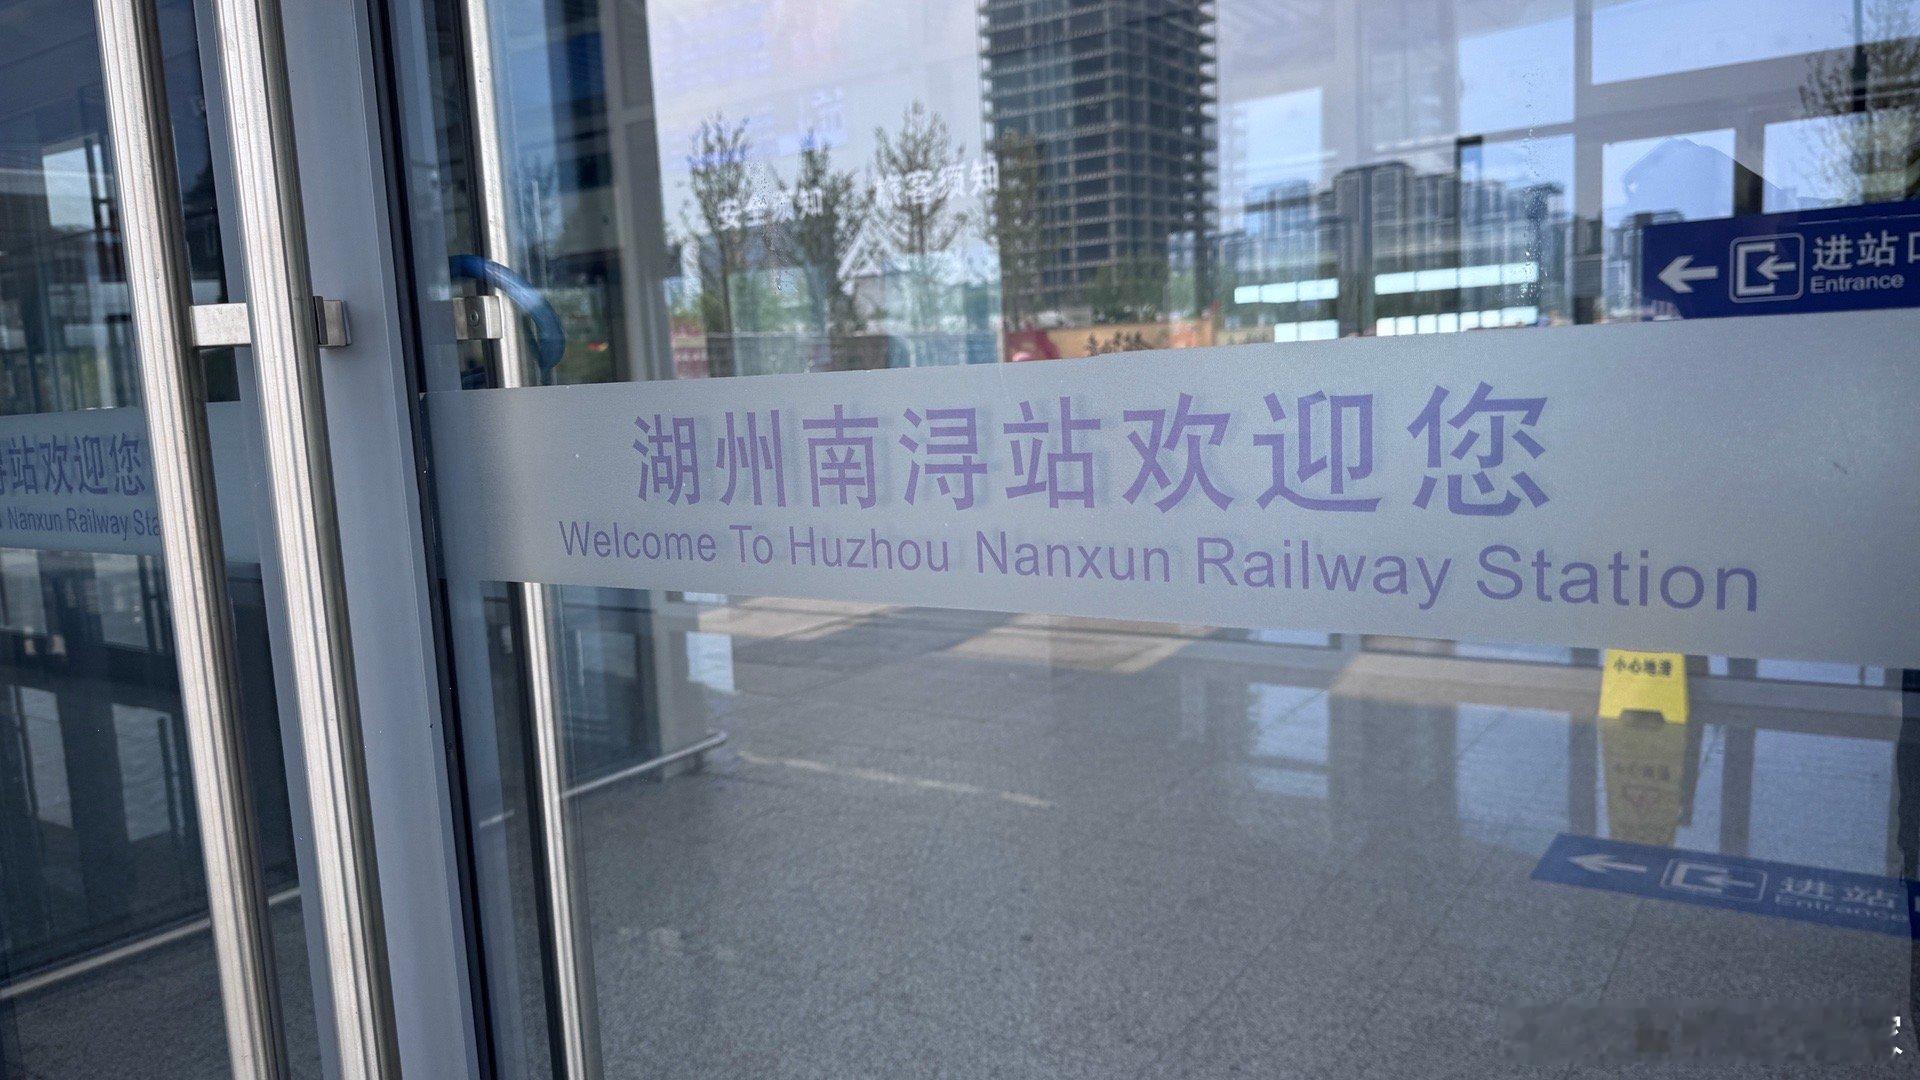 安全须知
旅客须知
进站口
Entrance
湖州南浔站欢迎您
Welcome To Huzhou Nanxun Railway Station
站欢迎您
Nanxun Railway Sta
小心地滑
进站
Entrance